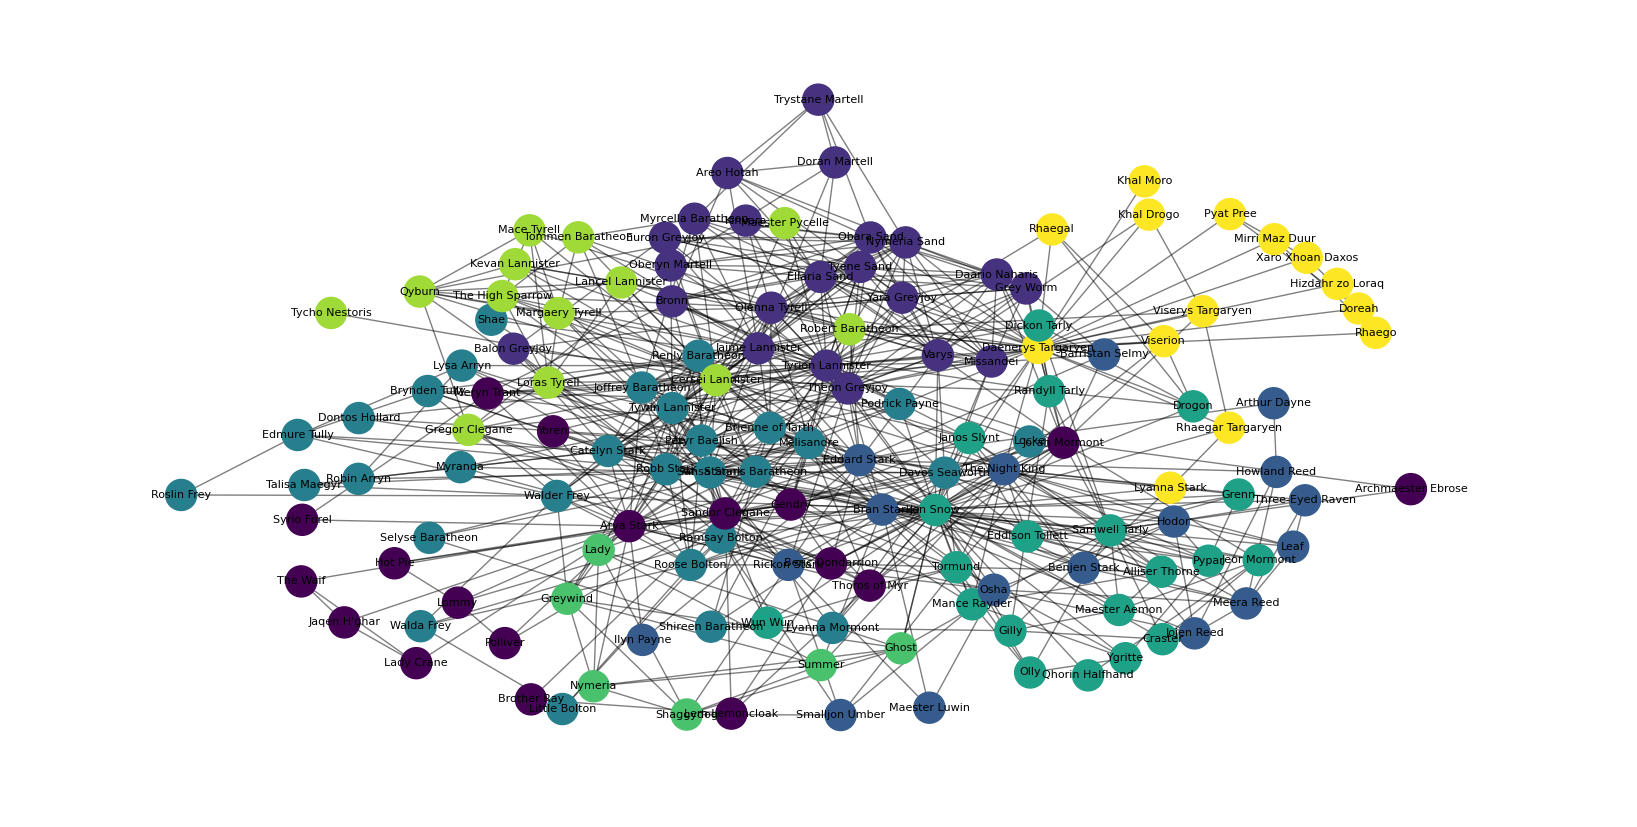 Trystane Martell
Doran Martell
Areo Hotah
Khal Moro
Khal Drogo
Pyat Pree
Myrcella Baratheon
Maester Pycelle
Mace Tyrell
Tommen Baratheon
Euron Greyjoy
Obara Sand
Nymeria Sand
Rhaegal
Mirri Maz Duur
Xaro Xhoan Daxos
Kevan Lannister
Oberyn Martell
Tyene Sand
Ellaria Sand
Daario Naharis
Grey Worm
Hizdahr zo Loraq
Lancel Lannister
Qyburn
The High Sparrow
Bronn
Yara Greyjoy
Olenna Tyrell
Doreah
Viserys Targaryen
Tycho Nestoris
Margaery Tyrell
Shae
Robert Baratheon
Dickon Tarly
Rhaego
Balon Greyjoy
Jaime Lannister
Daenerys Targaryen
Viserion
Renly Baratheon
Varys
Barristan Selmy
Missandei
Lysa Arryn
Tyrion Lannister
Loras Tyrell
Cersei Lannister
Joffrey Baratheon
Theon Greyjoy
Brynden Tully
Meryn Trant
Randyll Tarly
Podrick Payne
Tywin Lannister
Drogon
Arthur Dayne
Dontos Hollard
Gregor Clegane
Yoren
Brienne of Tarth
Rhaegar Targaryen
Edmure Tully
Petyr Baelish
Melisandre
Janos Slynt
Locke
Jorah Mormont
Catelyn Stark
Eddard Stark
Myranda
Robb Stark
Sansa Stark
Stannis Baratheon
Davos Seaworth
The Night King
Howland Reed
Robin Arryn
Talisa Maegyr
Lyanna Stark
Archmaester Ebrose
Roslin Frey
Walder Frey
Grenn
Three-Eyed Raven
Gendry
Bran Stark
Jon Snow
Sandor Clegane
Syrio Forel
Arya Stark
Hodor
Samwell Tarly
Selyse Baratheon
Ramsay Bolton
Eddison Tollett
Lady
Leaf
Hot Pie
Roose Bolton
Rickon Stark
Beric Dondarrion
Tormund
Benjen Stark
Alliser Thorne
Pypar
Jeor Mormont
The Waif
Thoros of Myr
Osha
Greywind
Lommy
Mance Rayder
Maester Aemon
Meera Reed
Jaqen H'ghar
Walda Frey
Shireen Baratheon
Wun Wun
Lyanna Mormont
Gilly
Jojen Reed
Polliver
Ilyn Payne
Craster
Ghost
Lady Crane
Summer
Ygritte
Olly
Qhorin Halfhand
Nymeria
Brother Ray
Little Bolton
Shaggydog
Lem Lemoncloak
Smalljon Umber
Maester Luwin